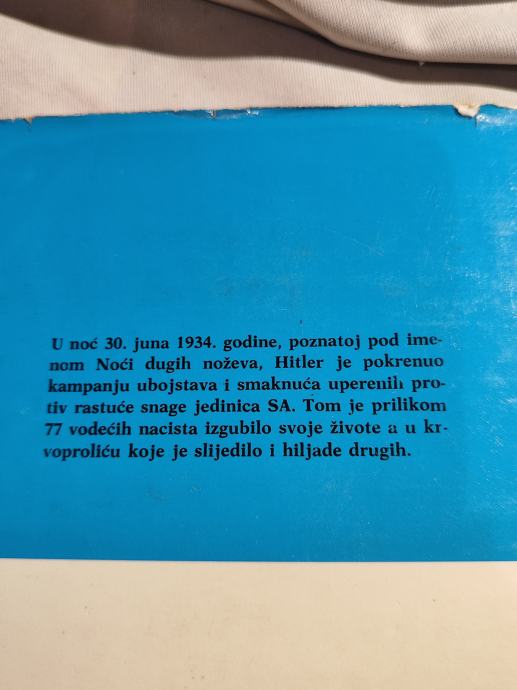 U noć 30. juna 1934. godine, poznatoj pod ime-
nom Noći dugih noževa, Hitler je pokrenuo
kampanju ubojstava i smaknuća uperenih pro-
tiv rastuće snage jedinica SA. Tom je prilikom
77 vodećih nacista izgubilo svoje živote a u kr-
voproliću koje je slijedilo i hiljade drugih.